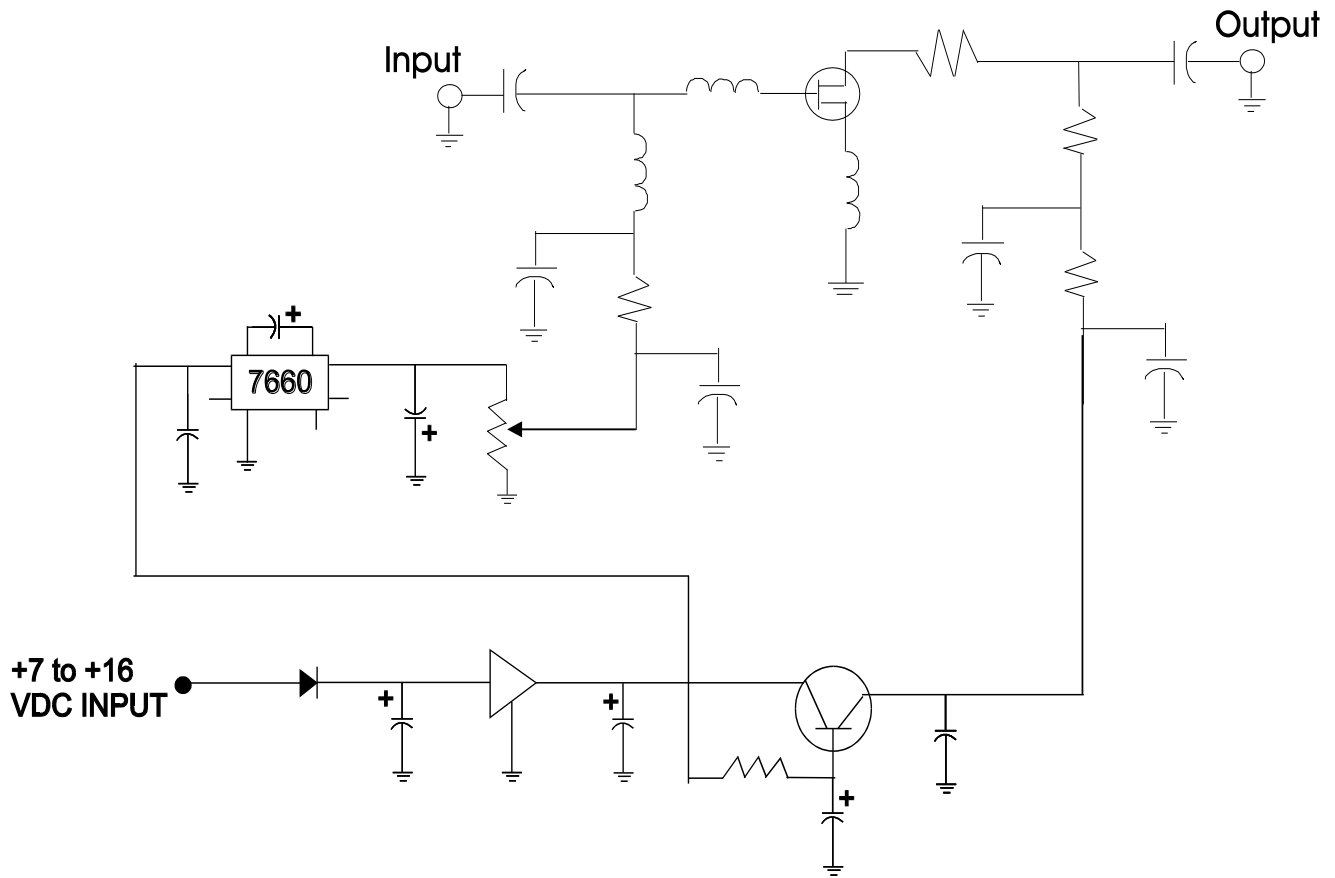 Input
Output
+
7660
+
+7 to +16
VDC INPUT
+
+
+